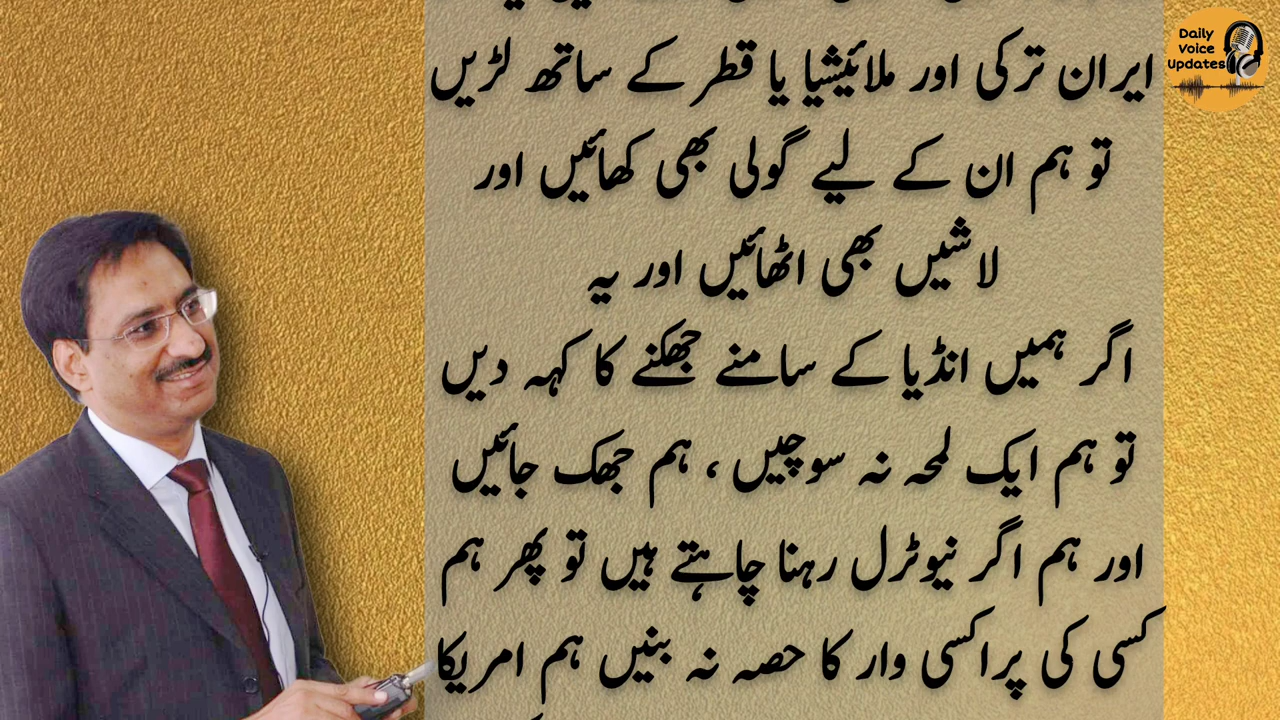 ایران ترکی اور ملائیشیا یا قطر کے ساتھ لڑیں
تو ہم ان کے لیے گولی بھی کھائیں اور
لاشیں بھی اٹھائیں اور یہ
اگر ہمیں انڈیا کے سامنے جھکنے کا کہہ دیں
تو ہم ایک لمحہ نہ سوچیں ، ہم جھک جائیں
اور ہم اگر نیوٹرل رہنا چاہتے ہیں تو پھر ہم
کسی کی پراکسی وار کا حصہ نہ بنیں ہم امریکا
Daily
Voice
Updates